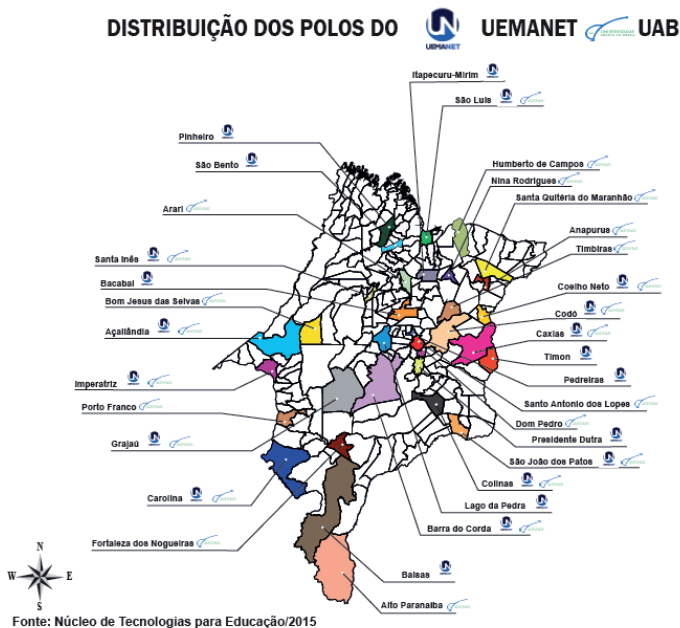 DISTRIBUIÇÃO DOS POLOS DO UEMANET UAB
UEMANET
Itapecuru-Mirim
São Luis
Pinheiro
São Bento
Humberto de Campos
Nina Rodrigues
Santa Quitéria do Maranhão
Arari
Anapurus
Timbiras
Santa Inês
Bacabal
Bom Jesus das Selvas
Coelho Neto
Codó
Açailândia
Caxias
Timon
Imperatriz
Pedreiras
Porto Franco
Santo Antonio dos Lopes
Dom Pedro
Presidente Dutra
Grajaú
São João dos Patos
Colinas
Carolina
Lago da Pedra
Barra do Corda
Fortaleza dos Nogueiras
Balsas
Alto Paranaíba
N
W E
S
Fonte: Núcleo de Tecnologias para Educação/2015